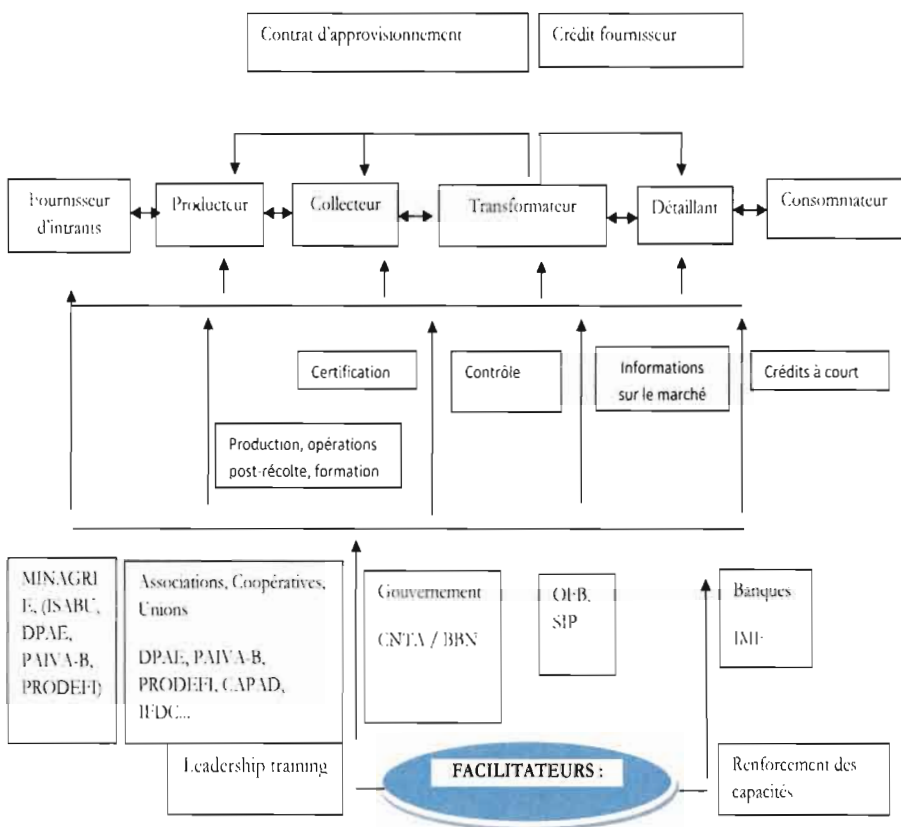 Contrat d'approvisionnement
Crédit fournisseur
Fournisseur
d'intrants
Producteur
Collecteur
Transformateur
Détaillant
Consommateur
Certification
Contrôle
Informations
sur le marché
Crédits à court
Production, opérations
post-récolte, formation
MINAGRI
E, (ISABU,
DPAE,
PAIVA-B,
PRODEFI)
Associations, Coopératives,
Unions
DPAE, PAIVA-B,
PRODEFI, CAPAD,
IFDC...
Gouvernement
CNTA / BBN
SIP
Banques
IMF
Leadership training
FACILITATEURS :
Renforcement des
capacités